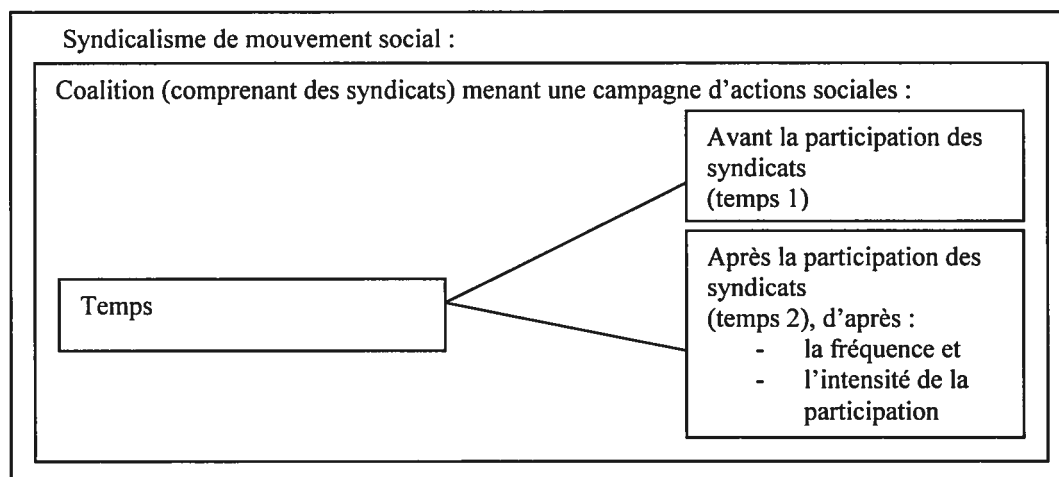 Syndicalisme de mouvement social :
Coalition (comprenant des syndicats) menant une campagne d'actions sociales :
Avant la participation des
syndicats
(temps 1)
Temps
Après la participation des
syndicats
(temps 2), d'après :
- la fréquence et
- l'intensité de la
participation